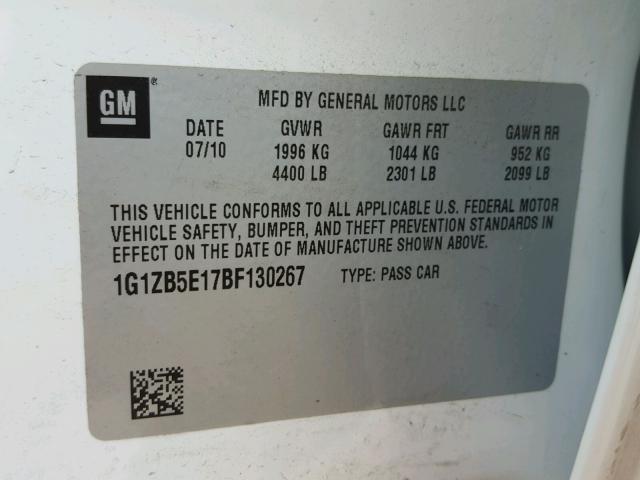 GM ®
MFD BY GENERAL MOTORS LLC
DATE GVWR GAWR FRT GAWR RR
07/10 1996 KG 1044 KG 952 KG
4400 LB 2301 LB 2099 LB
THIS VEHICLE CONFORMS TO ALL APPLICABLE U.S. FEDERAL MOTOR
VEHICLE SAFETY, BUMPER, AND THEFT PREVENTION STANDARDS IN
EFFECT ON THE DATE OF MANUFACTURE SHOWN ABOVE.
1G1ZB5E17BF130267 TYPE: PASS CAR